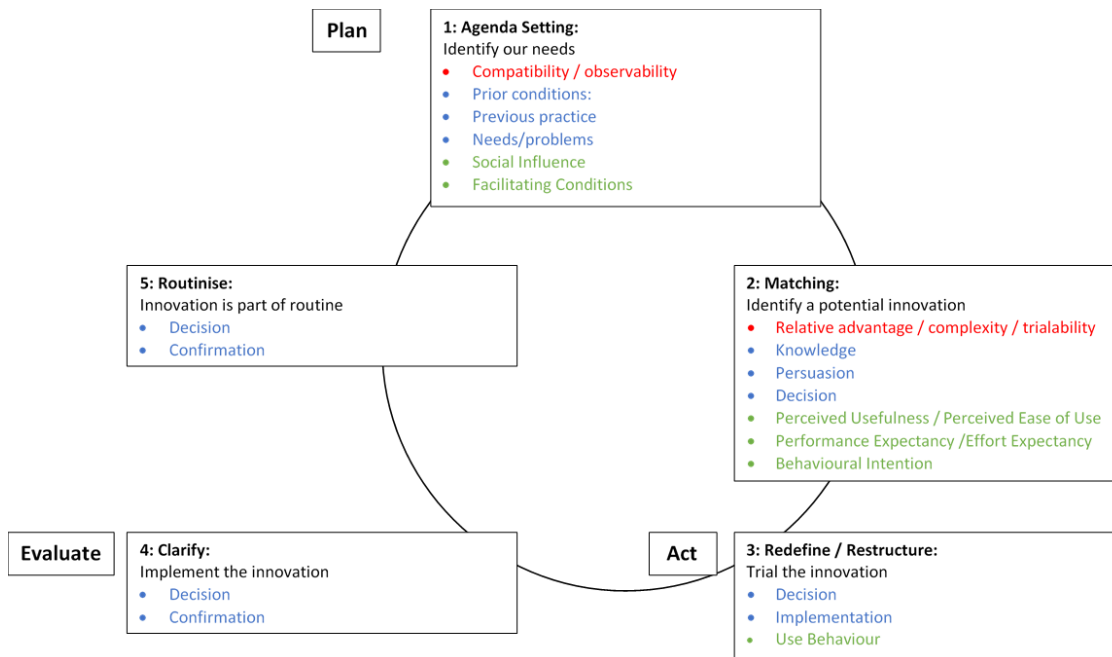 Plan
1: Agenda Setting:
Identify our needs
• Compatibility / observability
• Prior conditions:
• Previous practice
• Needs/problems
• Social Influence
• Facilitating Conditions
5: Routinise:
Innovation is part of routine
• Decision
• Confirmation
2: Matching:
Identify a potential innovation
• Relative advantage / complexity / trialability
• Knowledge
• Persuasion
• Decision
• Perceived Usefulness / Perceived Ease of Use
• Performance Expectancy /Effort Expectancy
• Behavioural Intention
Evaluate
4: Clarify:
Implement the innovation
• Decision
• Confirmation
Act
3: Redefine / Restructure:
Trial the innovation
• Decision
• Implementation
• Use Behaviour